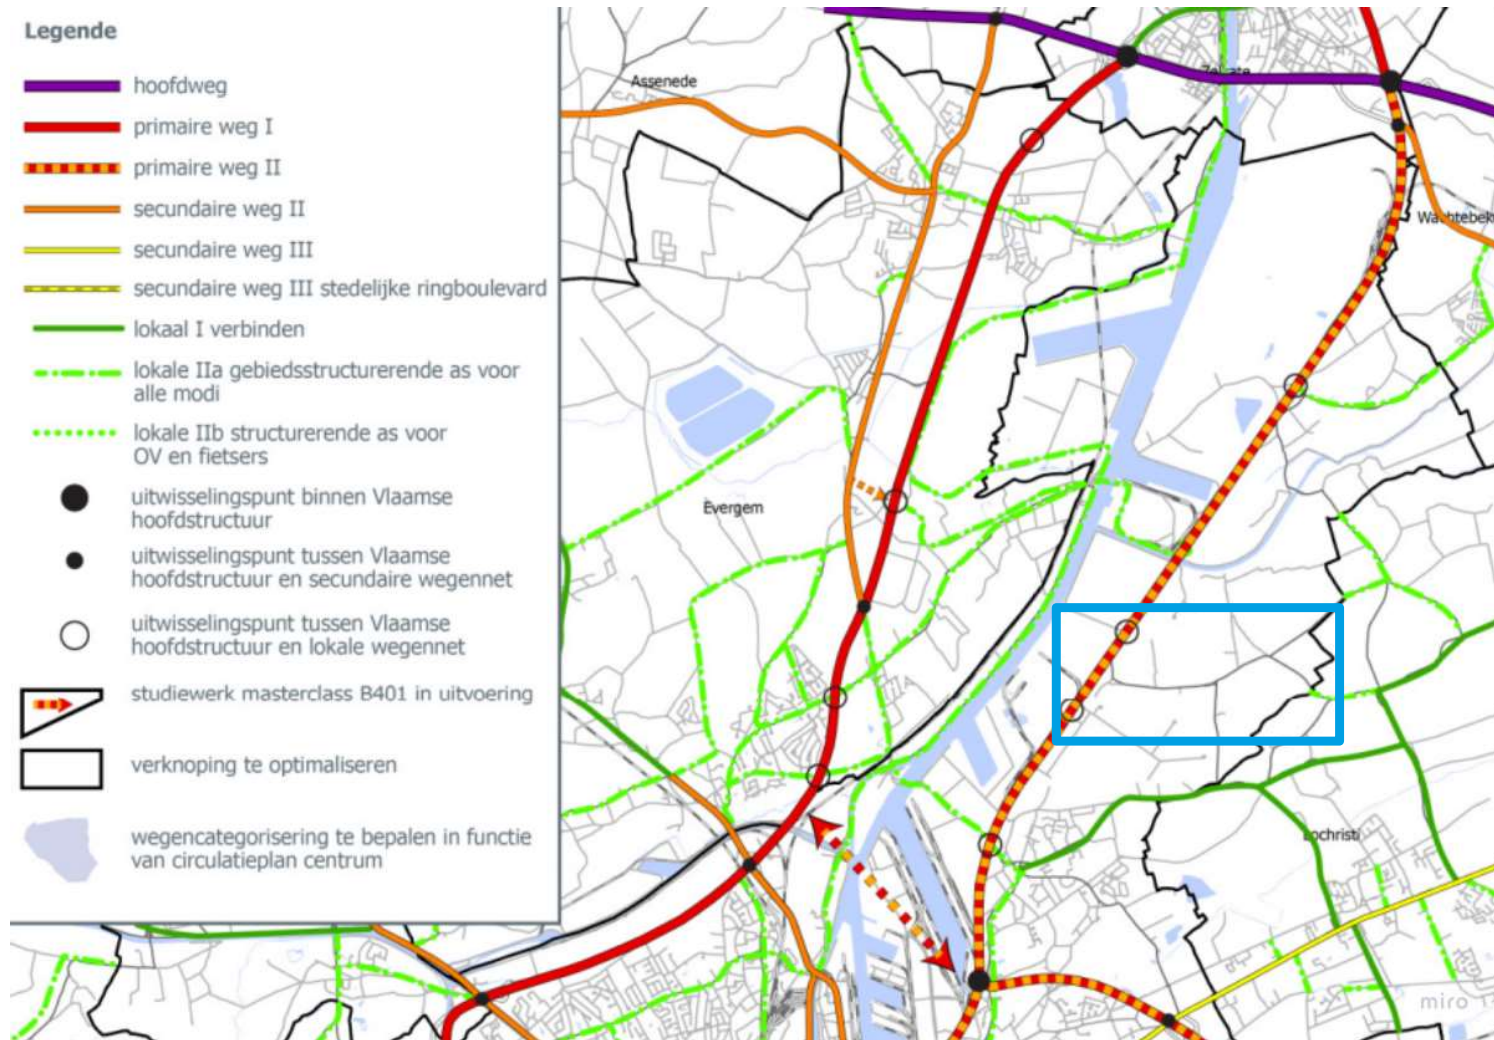 Legende
hoofdweg
primaire weg I
primaire weg II
secundaire weg II
secundaire weg III
secundaire weg III stedelijke ringboulevard
lokaal I verbinden
lokale IIa gebiedsstructurerende as voor
alle modi
lokale IIb structurerende as voor
OV en fietsers
uitwisselingspunt binnen Vlaamse
hoofdstructuur
uitwisselingspunt tussen Vlaamse
hoofdstructuur en secundaire wegennet
uitwisselingspunt tussen Vlaamse
hoofdstructuur en lokale wegennet
studiewerk masterclass B401 in uitvoering
verknoping te optimaliseren
wegencategorisering te bepalen in functie
van circulatieplan centrum
Assenede
Evergem
Lochristi
miro